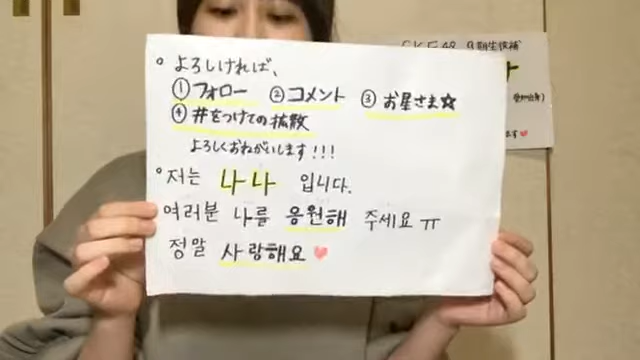 。よろしければ、
①フォロー ②コメント ③お星さま☆
④#をつけての拡散
よろしくおねがいします!!!
。저는 나나 입니다.
여러분 나를 응원해 주세요 ㅠ
정말 사랑해요♥
SKE48 9期生候補
ます♥